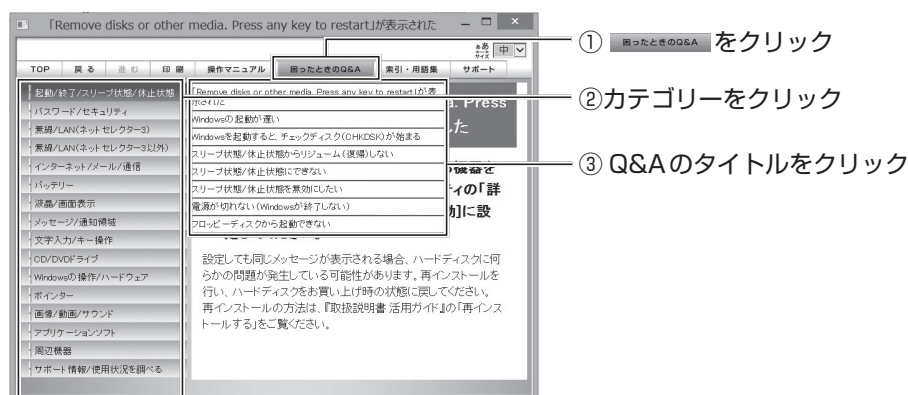 「Remove disks or other media. Press any key to restart」が表示された
ああ
サイズ
中
TOP 戻る 進む 印刷 操作マニュアル 困ったときのQ&A 索引・用語集 サポート
起動/終了/スリープ状態/休止状態
パスワード/セキュリティ
無線/LAN(ネットセレクター3)
無線/LAN(ネットセレクター3以外)
インターネット/メール/通信
バッテリー
液晶/画面表示
メッセージ/通知領域
文字入力/キー操作
CD/DVDドライブ
Windowsの操作/ハードウェア
ポインター
画像/動画/サウンド
アプリケーションソフト
周辺機器
サポート情報/使用状況を調べる
「Remove disks or other media. Press any key to restart」が表
示された
Windowsの起動が遅い
Windowsを起動すると、チェックディスク(CHKDSK)が始まる
スリープ状態/休止状態からリジューム(復帰)しない
スリープ状態/休止状態にできない
スリープ状態/休止状態を無効にしたい
電源が切れない(Windowsが終了しない)
フロッピーディスクから起動できない
a. Press
た
機器を
ィの「詳
動]に設
設定しても同じメッセージが表示される場合、ハードディスクに何
らかの問題が発生している可能性があります。再インストールを
行い、ハードディスクをお買い上げ時の状態に戻してください。
再インストールの方法は、『取扱説明書 活用ガイド』の「再インス
トールする」をご覧ください。
① 困ったときのQ&A をクリック
②カテゴリーをクリック
③ Q&Aのタイトルをクリック